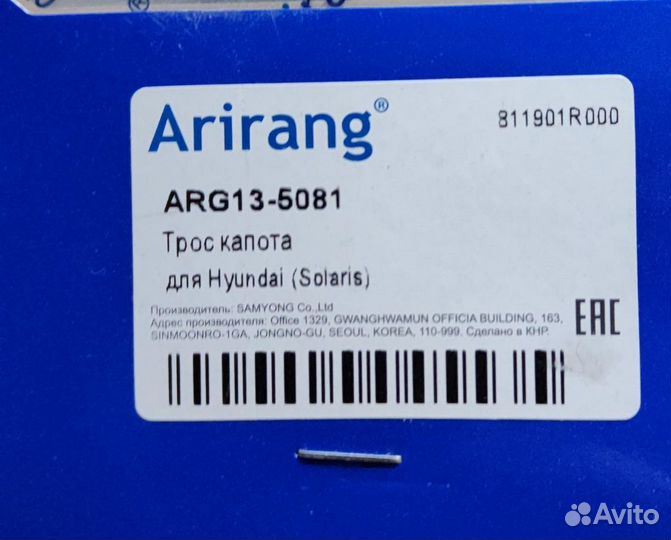 Arirang®
811901R000
ARG13-5081
Трос капота
для Hyundai (Solaris)
Производитель: SAMYONG Co.,Ltd
Адрес производителя: Office 1329, GWANGHWAMUN OFFICIA BUILDING, 163,
SINMOONRO-1GA, JONGNO-GU, SEOUL, KOREA, 110-999. Сделано в КНР.
EAC
Avito